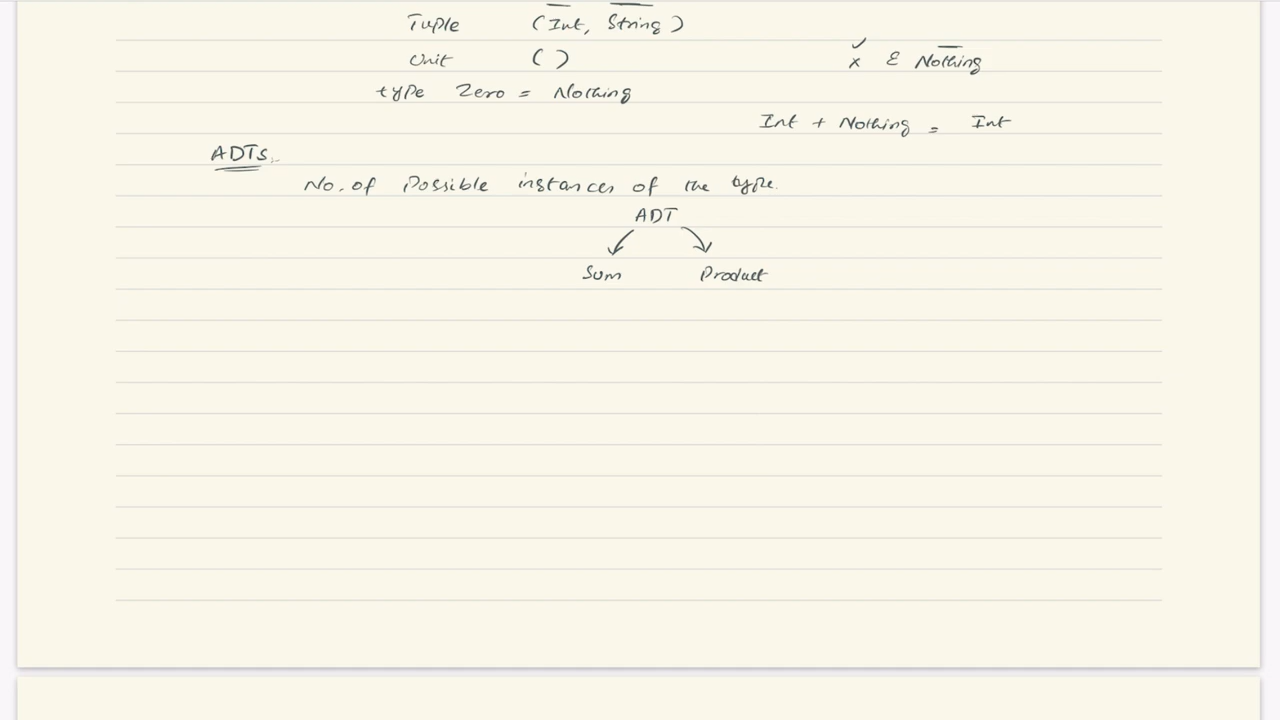 Tuple (Int, String)
Unit ()
x ε Nothing
type Zero = Nothing
Int + Nothing = Int
ADTs.
No. of Possible instances of the type.
ADT
Sum Product